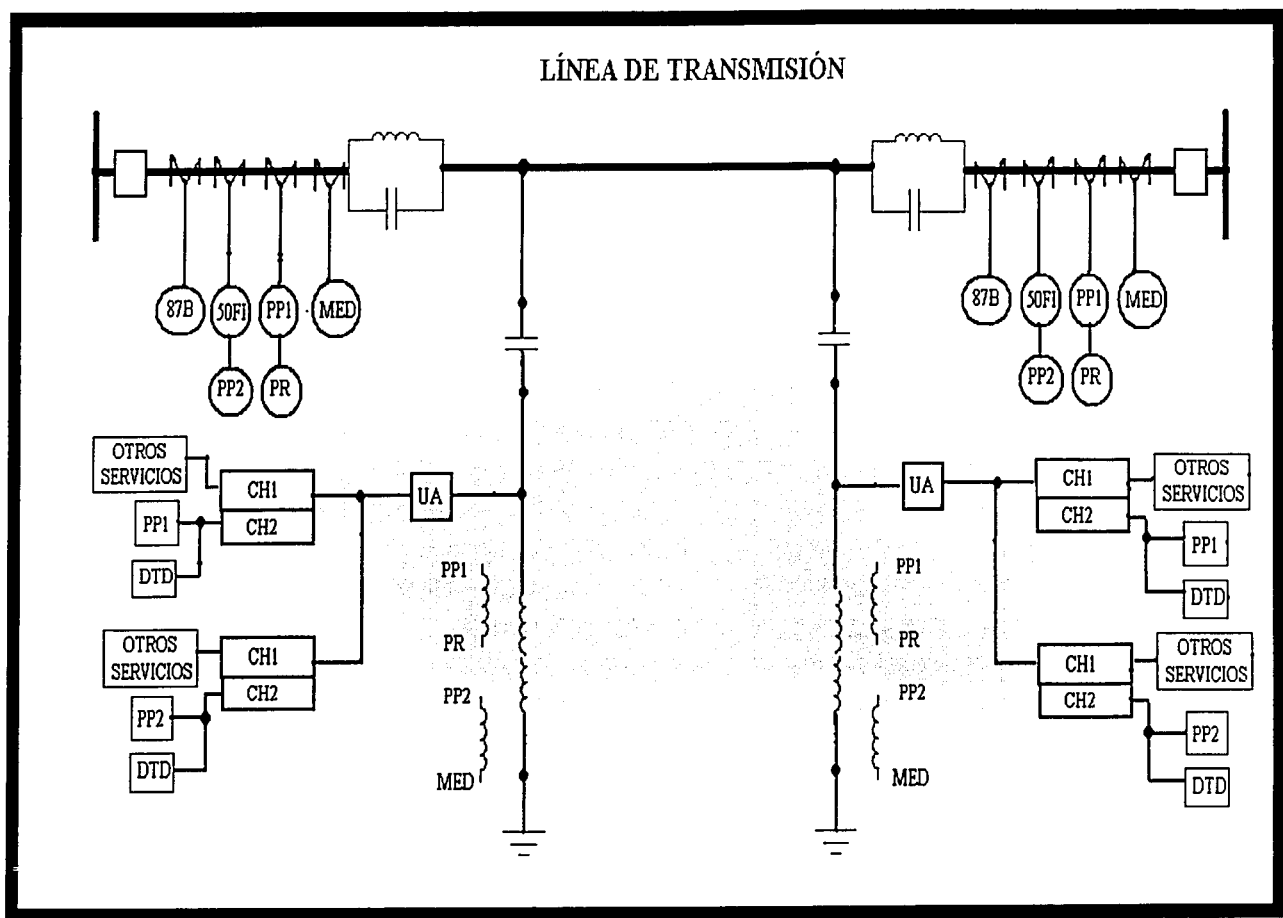 LÍNEA DE TRANSMISIÓN
87B 50FI PP1 MED
PP2 PR
87B 50FI PP1 MED
PP2 PR
OTROS
SERVICIOS
CH1
CH2
PP1
DTD
UA
OTROS
SERVICIOS
CH1
CH2
PP2
DTD
PP1
PR
PP2
MED
PP1
PR
PP2
MED
UA
CH1
CH2
OTROS
SERVICIOS
PP1
DTD
CH1
CH2
OTROS
SERVICIOS
PP2
DTD